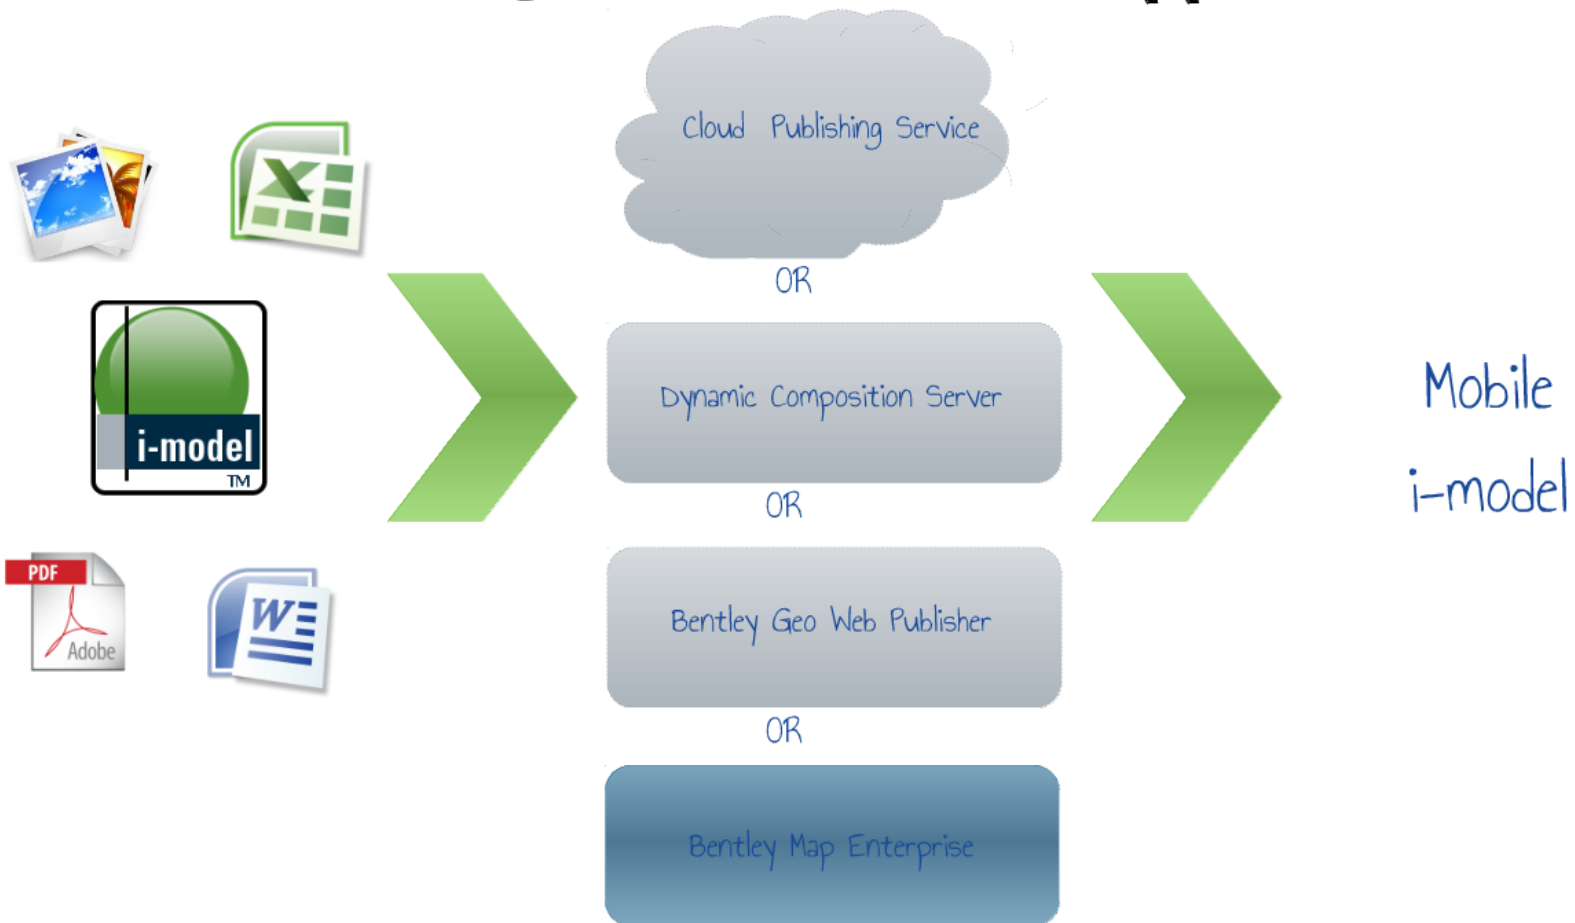 Cloud Publishing Service
OR
i-model
TM
Dynamic Composition Server
Mobile
i-model
OR
PDF
Adobe
W
Bentley Geo Web Publisher
OR
Bentley Map Enterprise